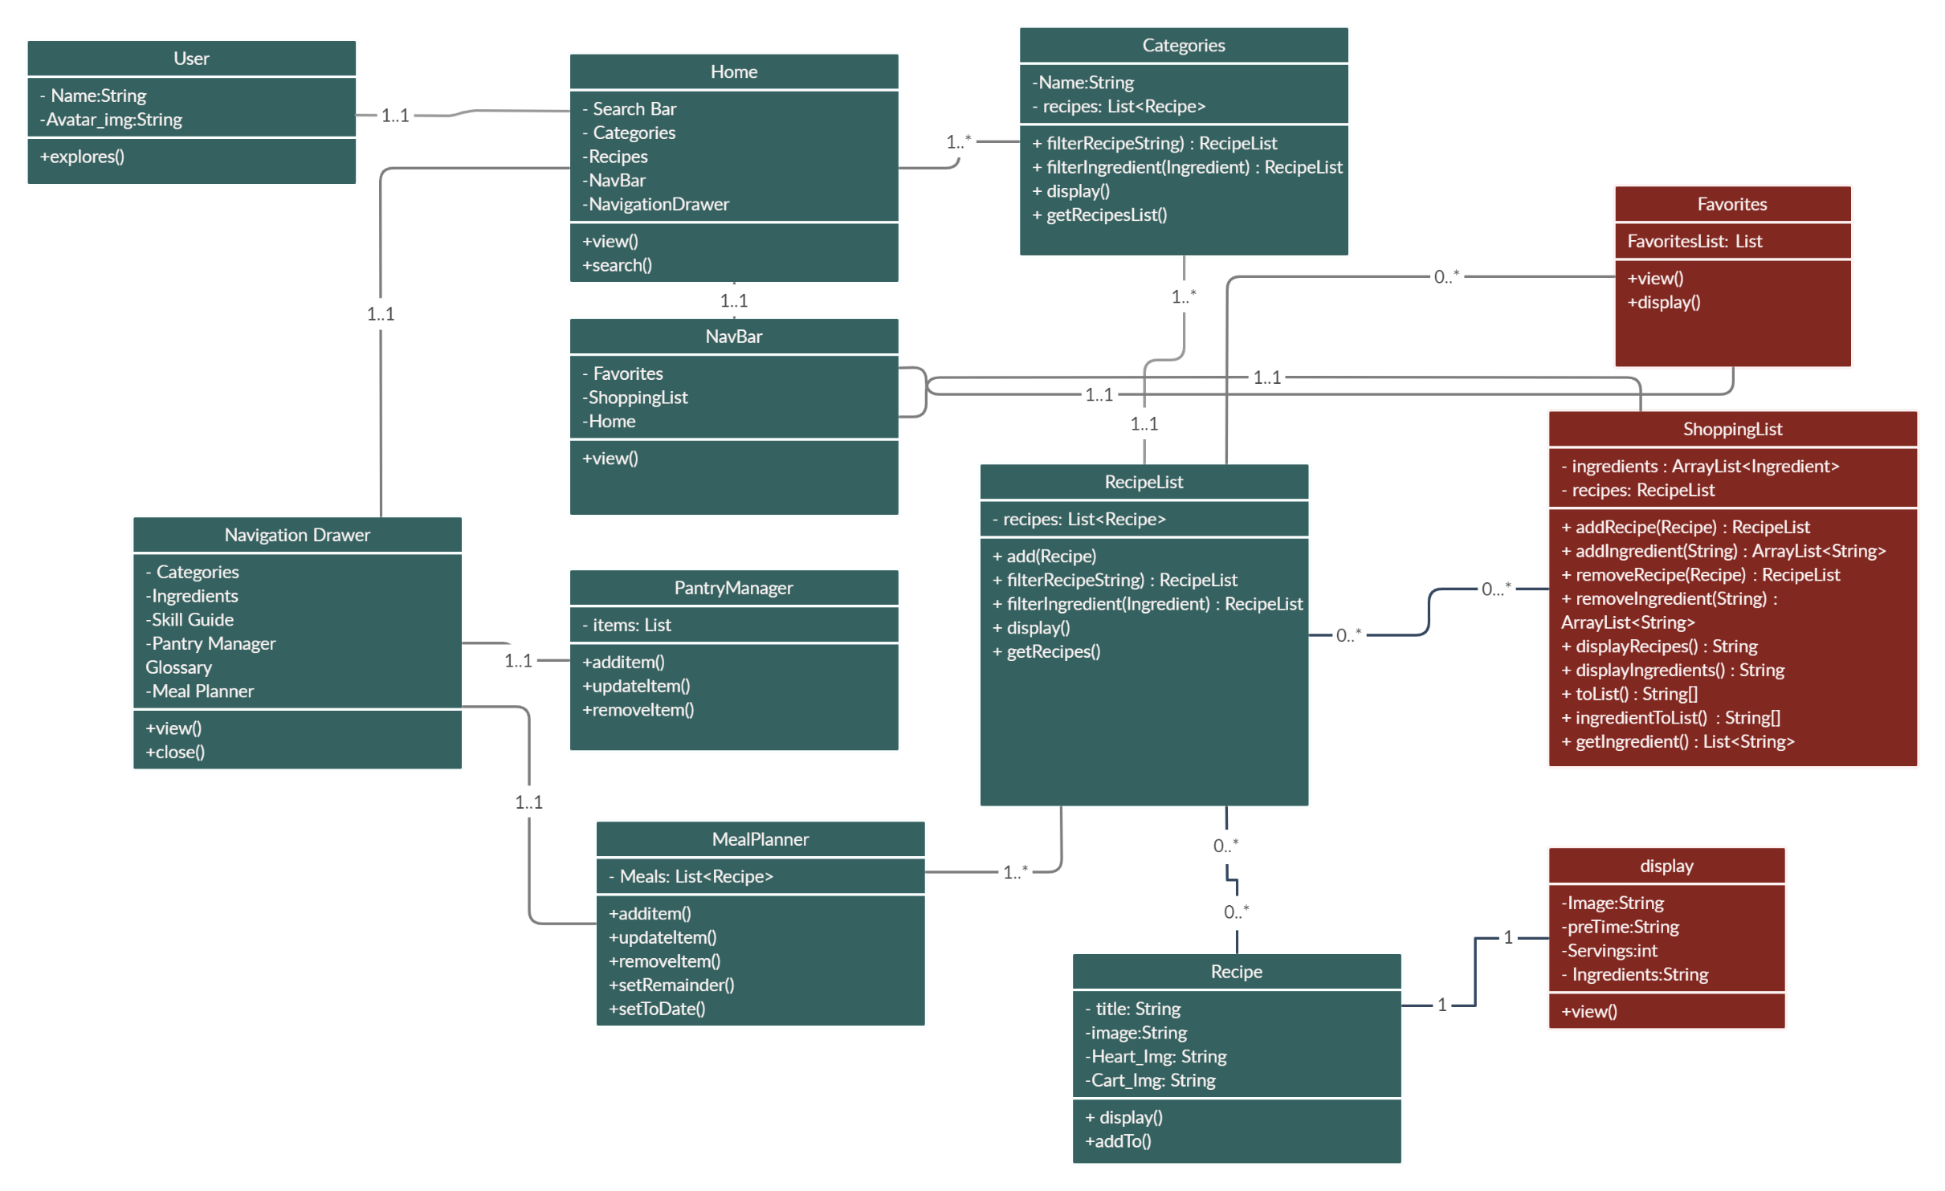 User
- Name:String
-Avatar_img:String
+explores()
1..1
Home
- Search Bar
- Categories
-Recipes
-NavBar
-NavigationDrawer
+view()
+search()
1..*
Categories
-Name:String
- recipes: List<Recipe>
+ filterRecipeString) : RecipeList
+ filterIngredient(Ingredient) : RecipeList
+ display()
+ getRecipesList()
Favorites
FavoritesList: List
+view()
+display()
0..*
1..*
1..1
1..1
NavBar
- Favorites
-ShoppingList
-Home
+view()
1..1
1..1
1..1
ShoppingList
- ingredients : ArrayList<Ingredient>
- recipes: RecipeList
+ addRecipe(Recipe) : RecipeList
+ addIngredient(String) : ArrayList<String>
+ removeRecipe(Recipe) : RecipeList
+ removeIngredient(String) :
ArrayList<String>
+ displayRecipes() : String
+ displayIngredients() : String
+ toList() : String[]
+ ingredientToList() : String[]
+ getIngredient() : List<String>
RecipeList
- recipes: List<Recipe>
+ add(Recipe)
+ filterRecipeString) : RecipeList
+ filterIngredient(Ingredient) : RecipeList
+ display()
+ getRecipes()
0..*
0...*
Navigation Drawer
- Categories
-Ingredients
-Skill Guide
-Pantry Manager
Glossary
-Meal Planner
+view()
+close()
1..1
PantryManager
- items: List
+additem()
+updateItem()
+removeItem()
1..1
MealPlanner
- Meals: List<Recipe>
+additem()
+updateItem()
+removeItem()
+setRemainder()
+setToDate()
1..*
0..*
0..*
Recipe
- title: String
-image:String
-Heart_Img: String
-Cart_Img: String
+ display()
+addTo()
1
1
display
-Image:String
-preTime:String
-Servings:int
- Ingredients:String
+view()